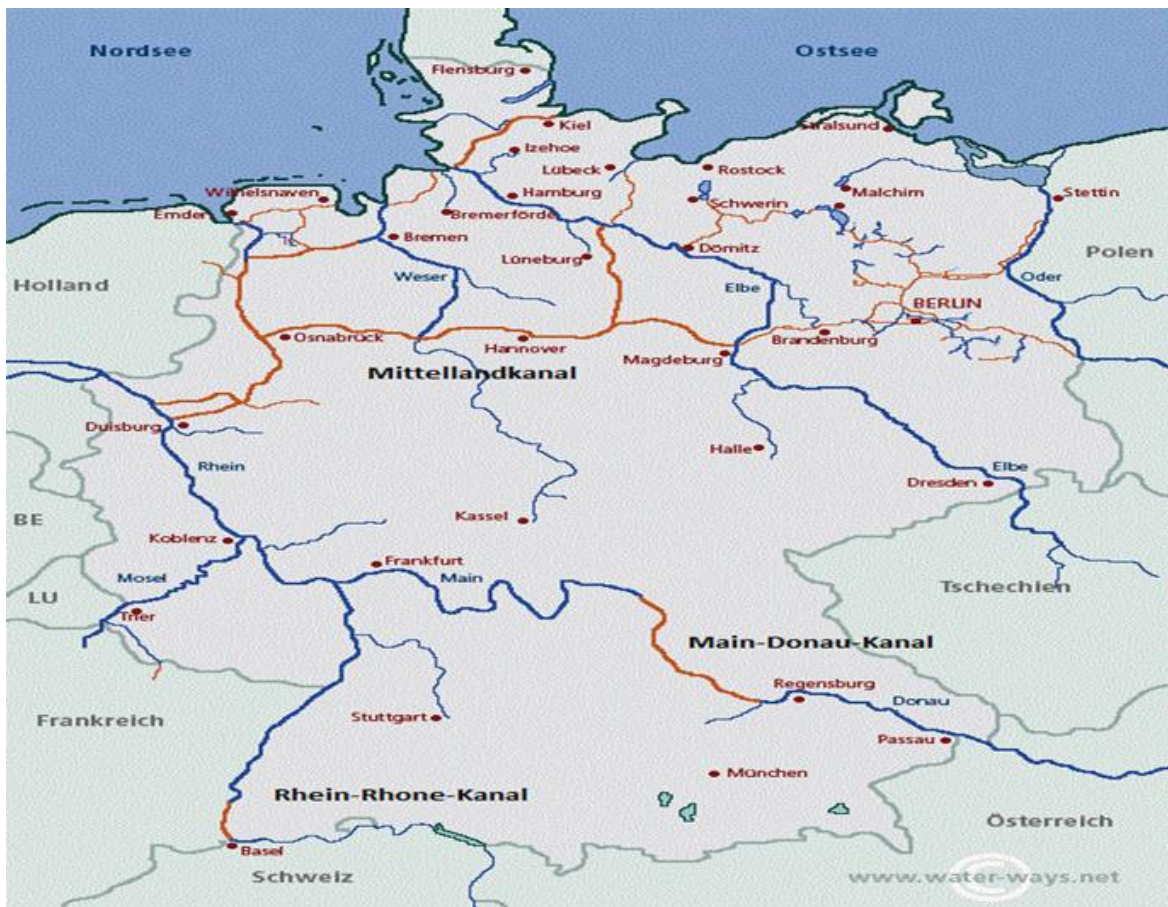 Nordsee
Ostsee
Flensburg
Kiel
Stralsund
Izehoe
Lübeck
Rostock
Wilhelsnaven
Hamburg
Malchim
Stettin
Schwerin
Emden
Bremerförde
Bremen
Dömitz
Polen
Lüneburg
Holland
Weser
Elbe
Oder
BERLIN
Osnabrück
Hannover
Brandenburg
Magdeburg
Mittellandkanal
Duisburg
Halle
Rhein
Elbe
Dresden
BE
Kassel
Koblenz
Frankfurt
Mosel
Main
Tschechien
LU
Trier
Main-Donau-Kanal
Regensburg
Donau
Frankreich
Stuttgart
Passau
München
Rhein-Rhone-Kanal
Österreich
Basel
Schweiz
www.water-ways.net